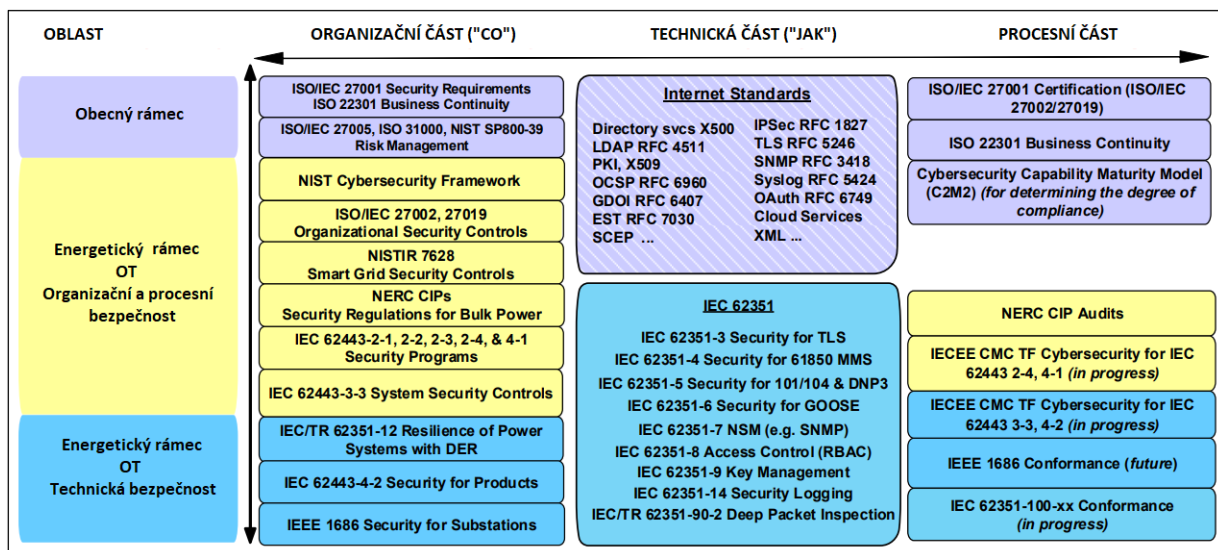 OBLAST
ORGANIZAČNÍ ČÁST ("CO")
TECHNICKÁ ČÁST ("JAK")
PROCESNÍ ČÁST
Obecný rámec
Energetický rámec
OT
Organizační a procesní
bezpečnost
Energetický rámec
OT
Technická bezpečnost
ISO/IEC 27001 Security Requirements
ISO 22301 Business Continuity
ISO/IEC 27005, ISO 31000, NIST SP800-39
Risk Management
NIST Cybersecurity Framework
ISO/IEC 27002, 27019
Organizational Security Controls
NISTIR 7628
Smart Grid Security Controls
NERC CIPs
Security Regulations for Bulk Power
IEC 62443-2-1, 2-2, 2-3, 2-4, & 4-1
Security Programs
IEC 62443-3-3 System Security Controls
IEC/TR 62351-12 Resilience of Power
Systems with DER
IEC 62443-4-2 Security for Products
IEEE 1686 Security for Substations
Internet Standards
Directory svcs X500
LDAP RFC 4511
PKI, X509
OCSP RFC 6960
GDOI RFC 6407
EST RFC 7030
SCEP ...
IPSec RFC 1827
TLS RFC 5246
SNMP RFC 3418
Syslog RFC 5424
OAuth RFC 6749
Cloud Services
XML ...
IEC 62351
IEC 62351-3 Security for TLS
IEC 62351-4 Security for 61850 MMS
IEC 62351-5 Security for 101/104 & DNP3
IEC 62351-6 Security for GOOSE
IEC 62351-7 NSM (e.g. SNMP)
IEC 62351-8 Access Control (RBAC)
IEC 62351-9 Key Management
IEC 62351-14 Security Logging
IEC/TR 62351-90-2 Deep Packet Inspection
ISO/IEC 27001 Certification (ISO/IEC
27002/27019)
ISO 22301 Business Continuity
Cybersecurity Capability Maturity Model
(C2M2) (for determining the degree of
compliance)
NERC CIP Audits
IECEE CMC TF Cybersecurity for IEC
62443 2-4, 4-1 (in progress)
IECEE CMC TF Cybersecurity for IEC
62443 3-3, 4-2 (in progress)
IEEE 1686 Conformance (future)
IEC 62351-100-xx Conformance
(in progress)